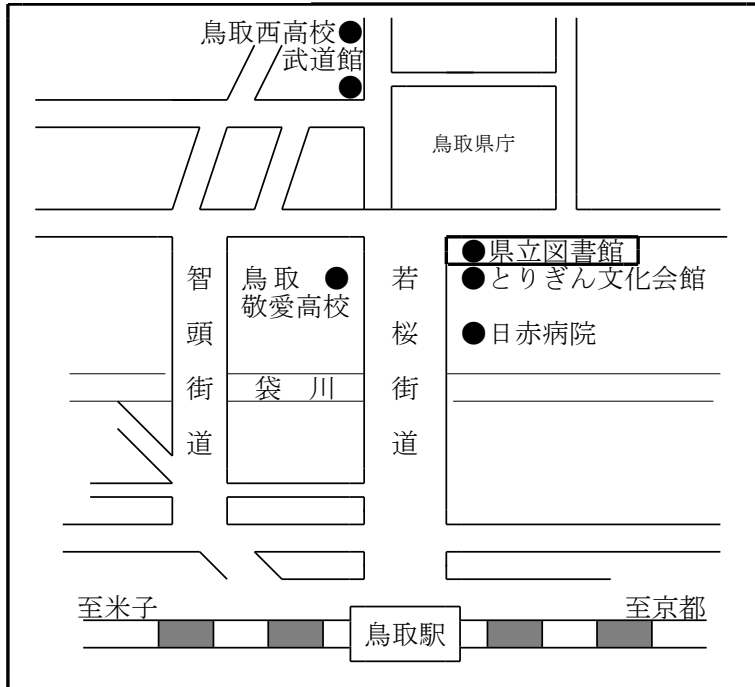 鳥取西高校
武道館
鳥取県庁
県立図書館
とりぎん文化会館
日赤病院
鳥取
敬愛高校
智頭街道
若桜街道
袋川
至米子
至京都
鳥取駅